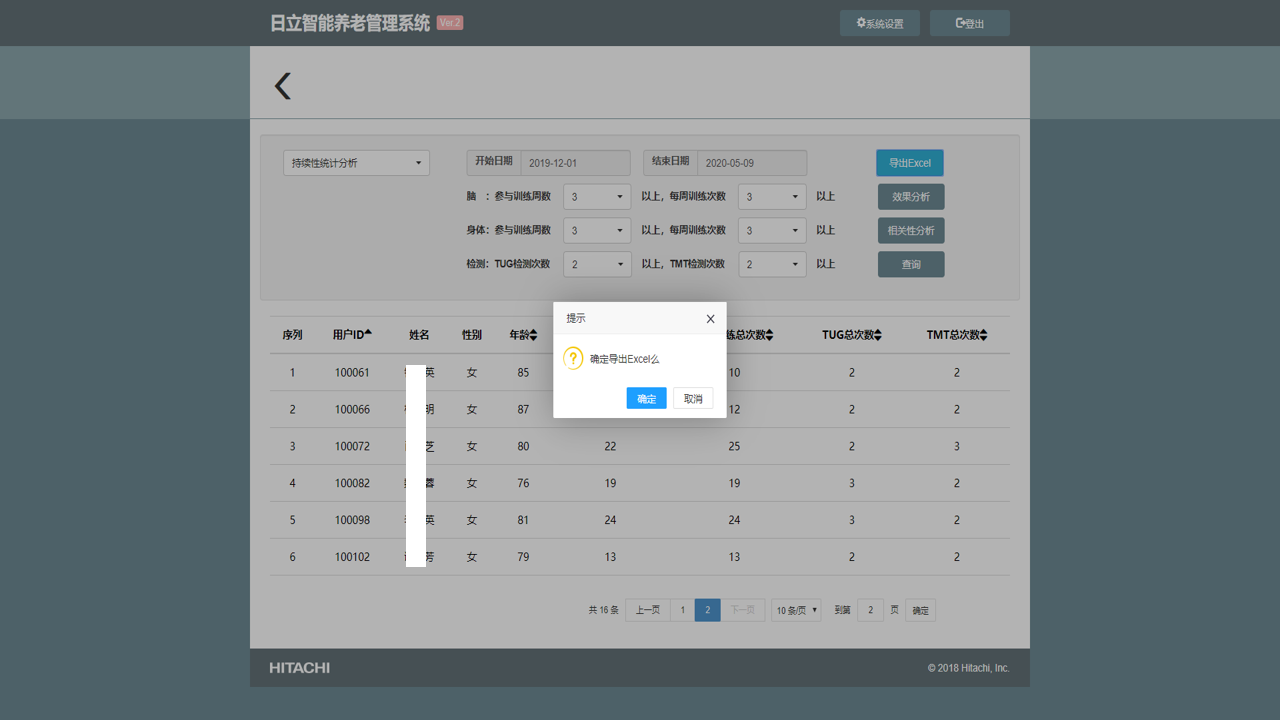 日立智能养老管理系统 Ver.2 系统设置 登出
持续性统计分析 开始日期 2019-12-01 结束日期 2020-05-09 导出Excel
脑 ：参与训练周数 3 以上，每周训练次数 3 以上 效果分析
身体：参与训练周数 3 以上，每周训练次数 3 以上 相关性分析
检测：TUG检测次数 2 以上，TMT检测次数 2 以上 查询
提示
确定导出Excel么
确定 取消
序列 用户ID 姓名 性别 年龄 总次数 TUG总次数 TMT总次数
1 100061 英 女 85 10 2 2
2 100066 明 女 87 12 2 2
3 100072 芝 女 80 22 25 2 3
4 100082 蓉 女 76 19 19 3 2
5 100098 英 女 81 24 24 3 2
6 100102 芳 女 79 13 13 2 2
共 16 条 上一页 1 2 下一页 10 条/页 到第 2 页 确定
HITACHI © 2018 Hitachi, Inc.